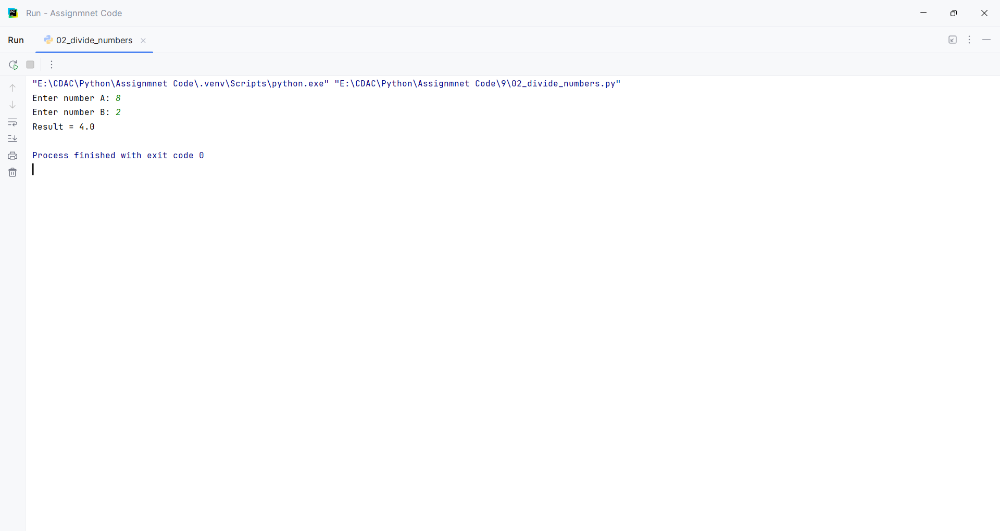 Run - Assignmnet Code
Run 02_divide_numbers
"E:\CDAC\Python\Assignmnet Code\.venv\Scripts\python.exe" "E:\CDAC\Python\Assignmnet Code\9\02_divide_numbers.py"
Enter number A: 8
Enter number B: 2
Result = 4.0
Process finished with exit code 0